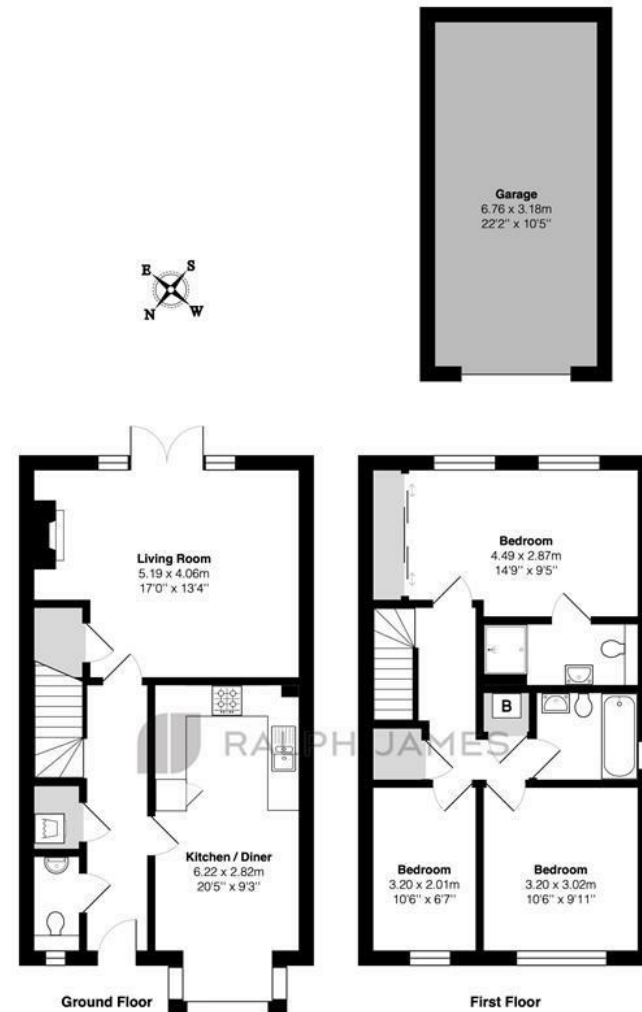 Garage
6.76 x 3.18m
22'2" x 10'5"
E S
N W
Living Room
5.19 x 4.06m
17'0" x 13'4"
Bedroom
4.49 x 2.87m
14'9" x 9'5"
B
RALPH JAMES
Kitchen / Diner
6.22 x 2.82m
20'5" x 9'3"
Bedroom
3.20 x 2.01m
10'6" x 6'7"
Bedroom
3.20 x 3.02m
10'6" x 9'11"
Ground Floor
First Floor